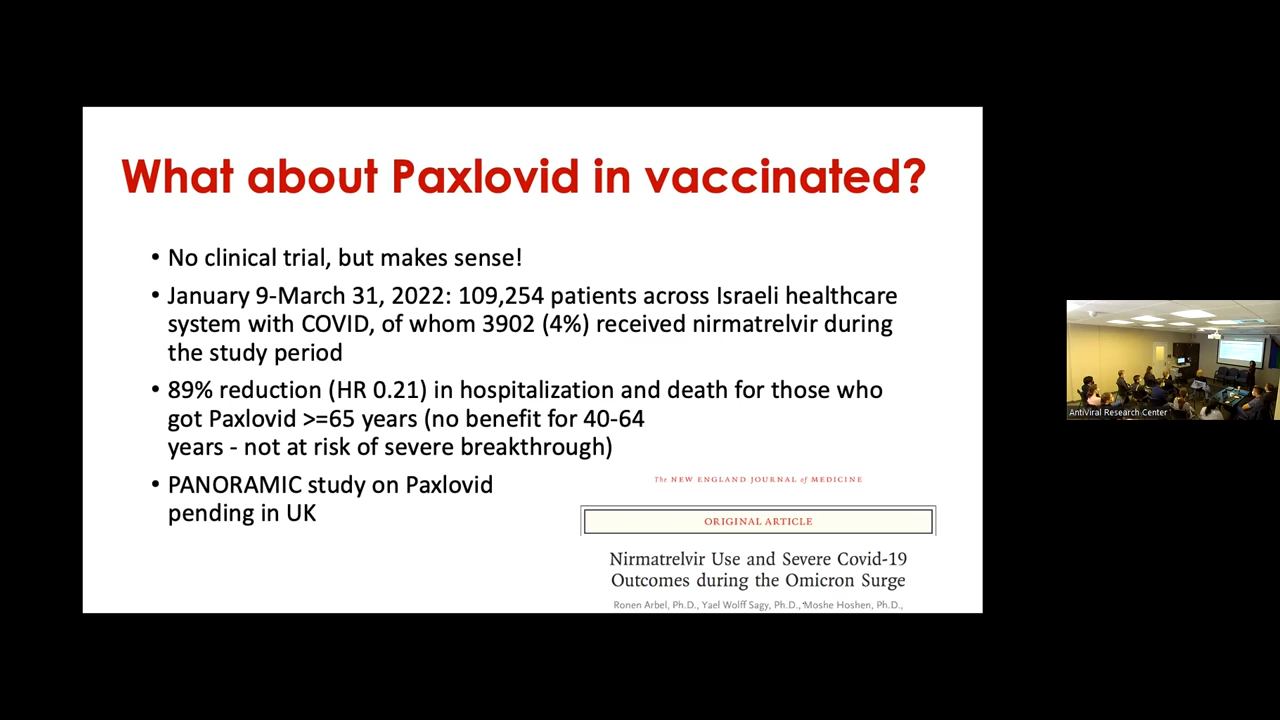 What about Paxlovid in vaccinated?
• No clinical trial, but makes sense!
• January 9-March 31, 2022: 109,254 patients across Israeli healthcare
system with COVID, of whom 3902 (4%) received nirmatrelvir during
the study period
• 89% reduction (HR 0.21) in hospitalization and death for those who
got Paxlovid >=65 years (no benefit for 40-64
years - not at risk of severe breakthrough)
• PANORAMIC study on Paxlovid
pending in UK
The NEW ENGLAND JOURNAL of MEDICINE
ORIGINAL ARTICLE
Nirmatrelvir Use and Severe Covid-19
Outcomes during the Omicron Surge
Ronen Arbel, Ph.D., Yael Wolff Sagy, Ph.D., Moshe Hoshen, Ph.D.,
AntiViral Research Center